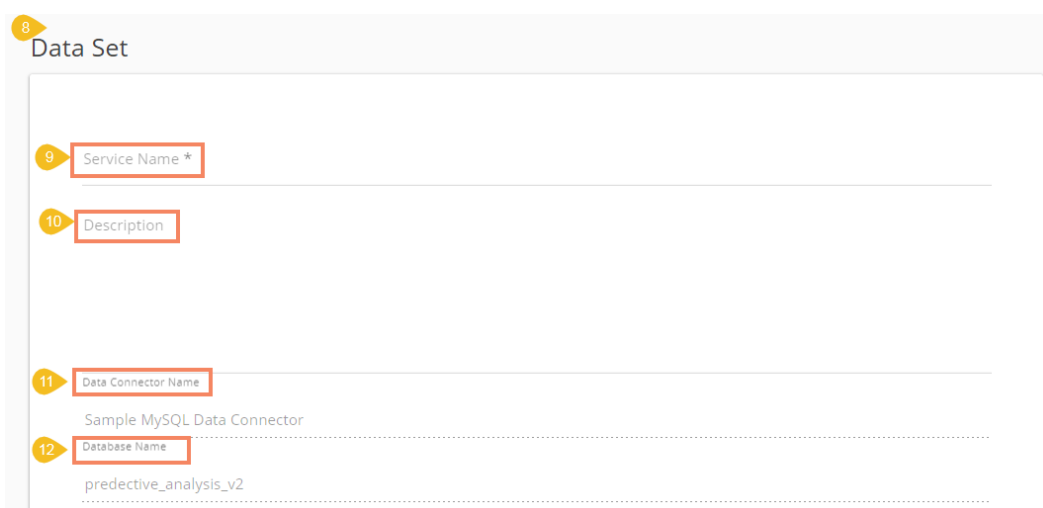 8
Data Set
9
Service Name *
10
Description
11
Data Connector Name
Sample MySQL Data Connector
12
Database Name
predective_analysis_v2